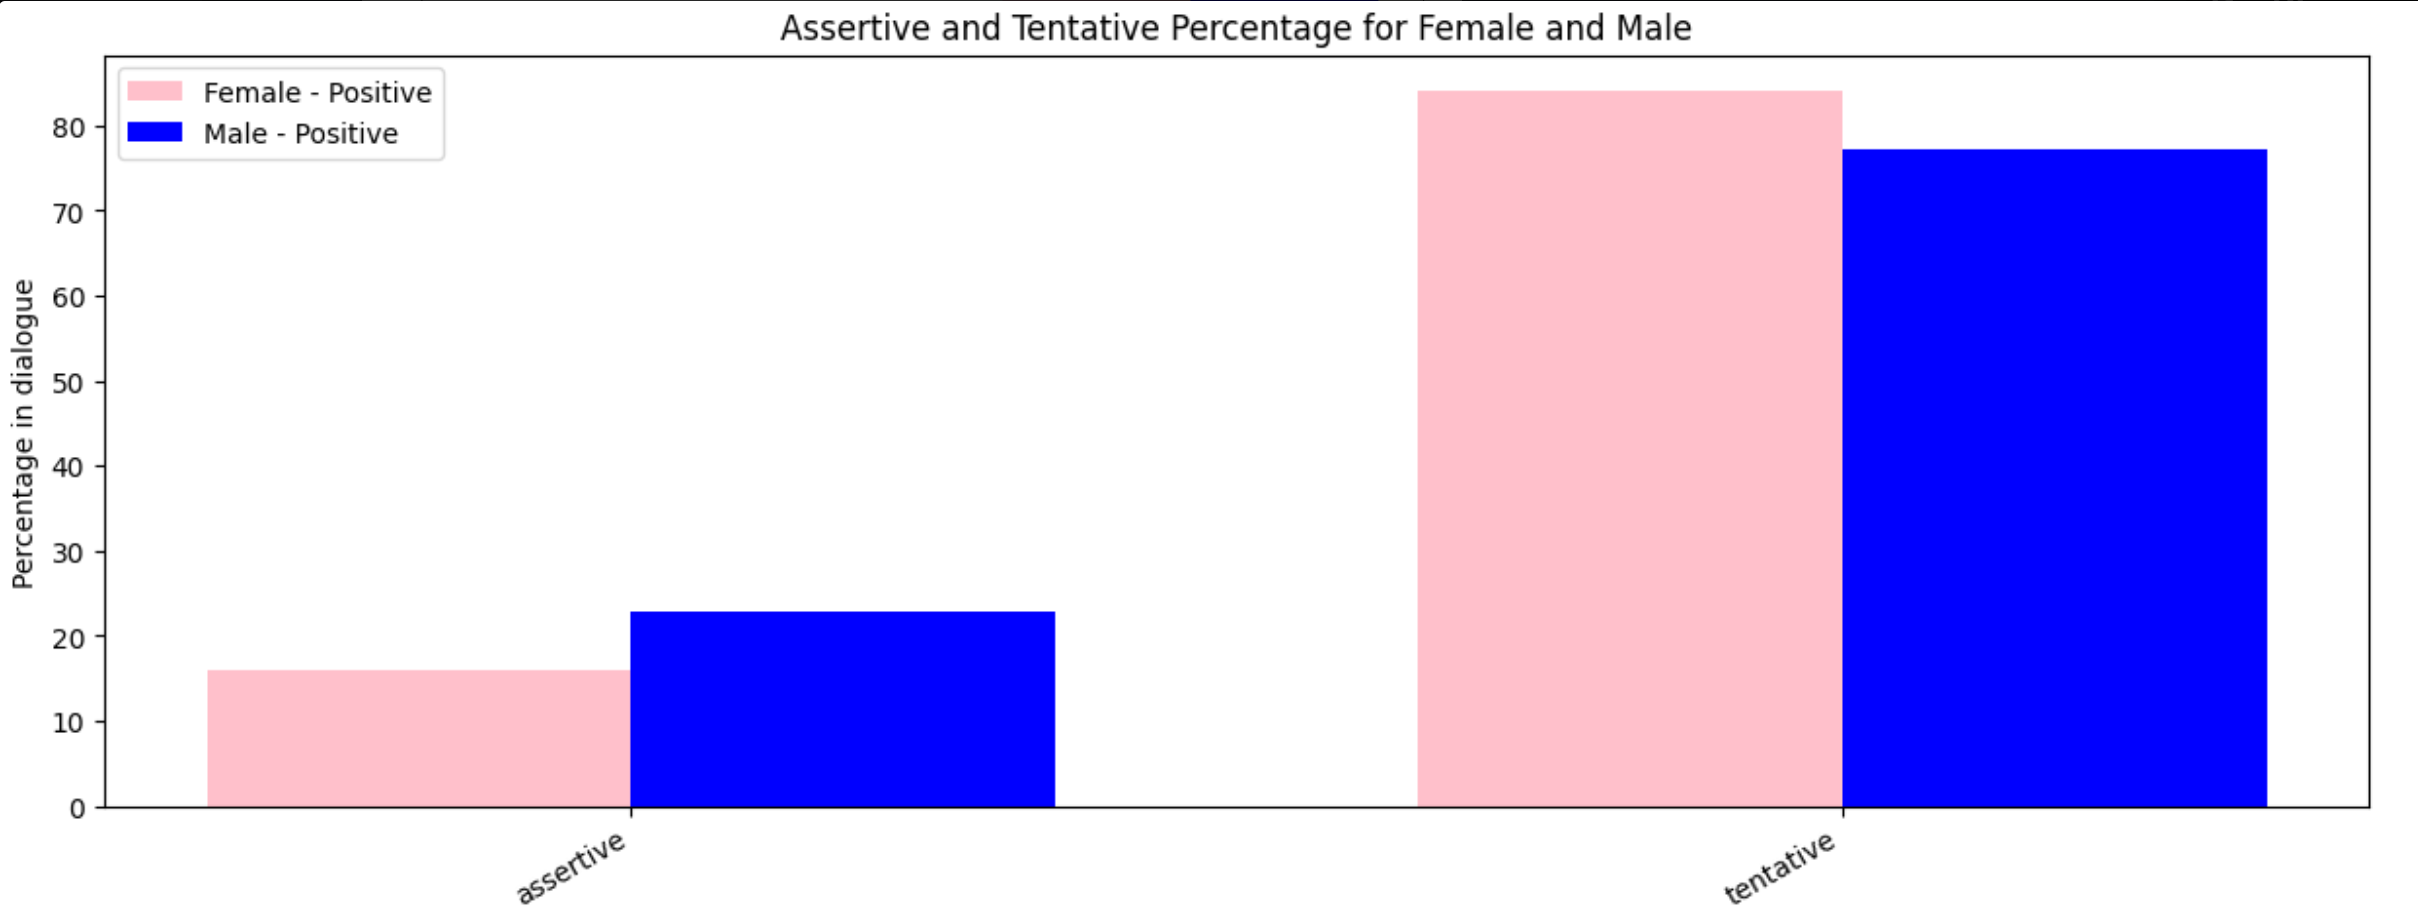 Assertive and Tentative Percentage for Female and Male
Female - Positive
Male - Positive
Percentage in dialogue
80
70
60
50
40
30
20
10
0
assertive
tentative